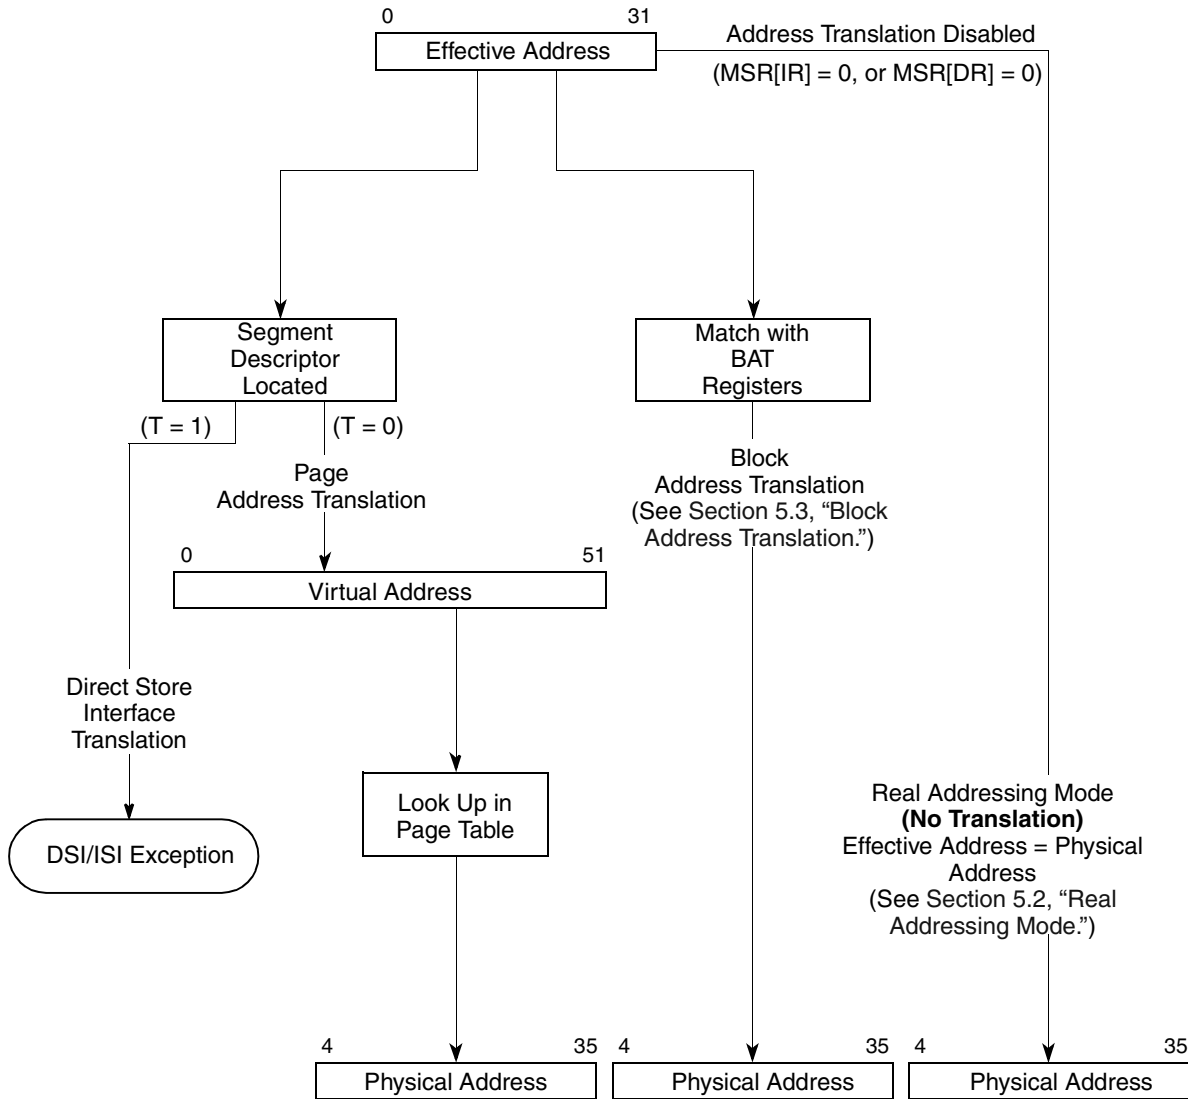 0 31
Effective Address
Address Translation Disabled
(MSR[IR] = 0, or MSR[DR] = 0)
Segment
Descriptor
Located
Match with
BAT
Registers
(T = 1)
(T = 0)
Page
Address Translation
Block
Address Translation
(See Section 5.3, “Block
Address Translation.”)
0 51
Virtual Address
Direct Store
Interface
Translation
DSI/ISI Exception
Look Up in
Page Table
Real Addressing Mode
(No Translation)
Effective Address = Physical
Address
(See Section 5.2, “Real
Addressing Mode.”)
4 35
Physical Address
4 35
Physical Address
4 35
Physical Address